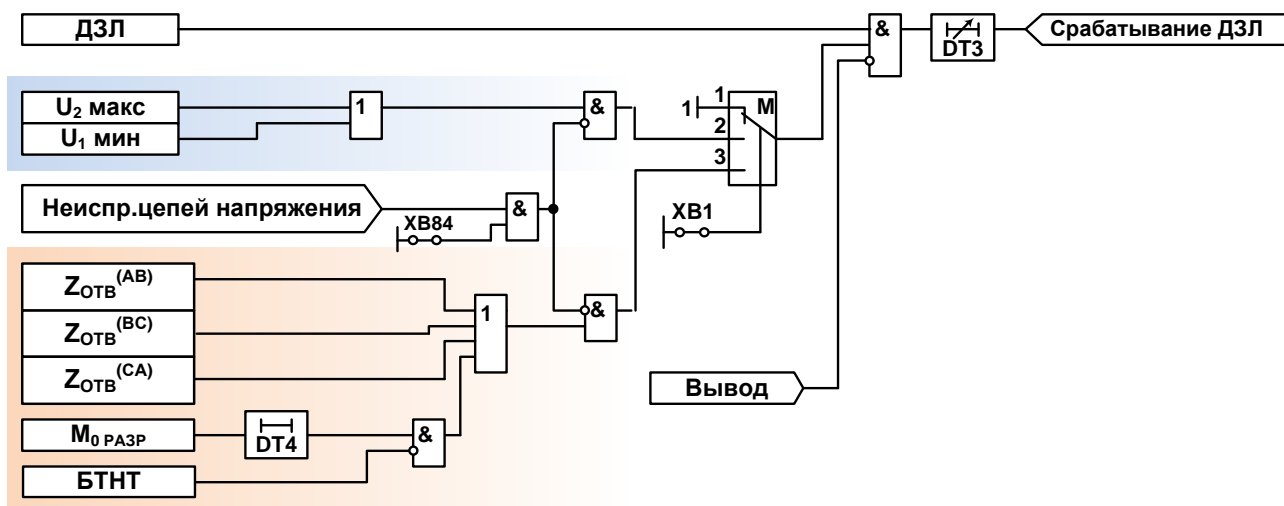 ДЗЛ
&
DT3
Срабатывание ДЗЛ
U₂ макс
U₁ мин
1
&
1
1
M
2
3
Неиспр.цепей напряжения
XB84
&
XB1
Zотв⁽ᴬᴮ⁾
Zотв⁽ᴮᶜ⁾
Zотв⁽ᶜᴬ⁾
1
&
Вывод
M₀ РАЗР
DT4
&
БТНТ